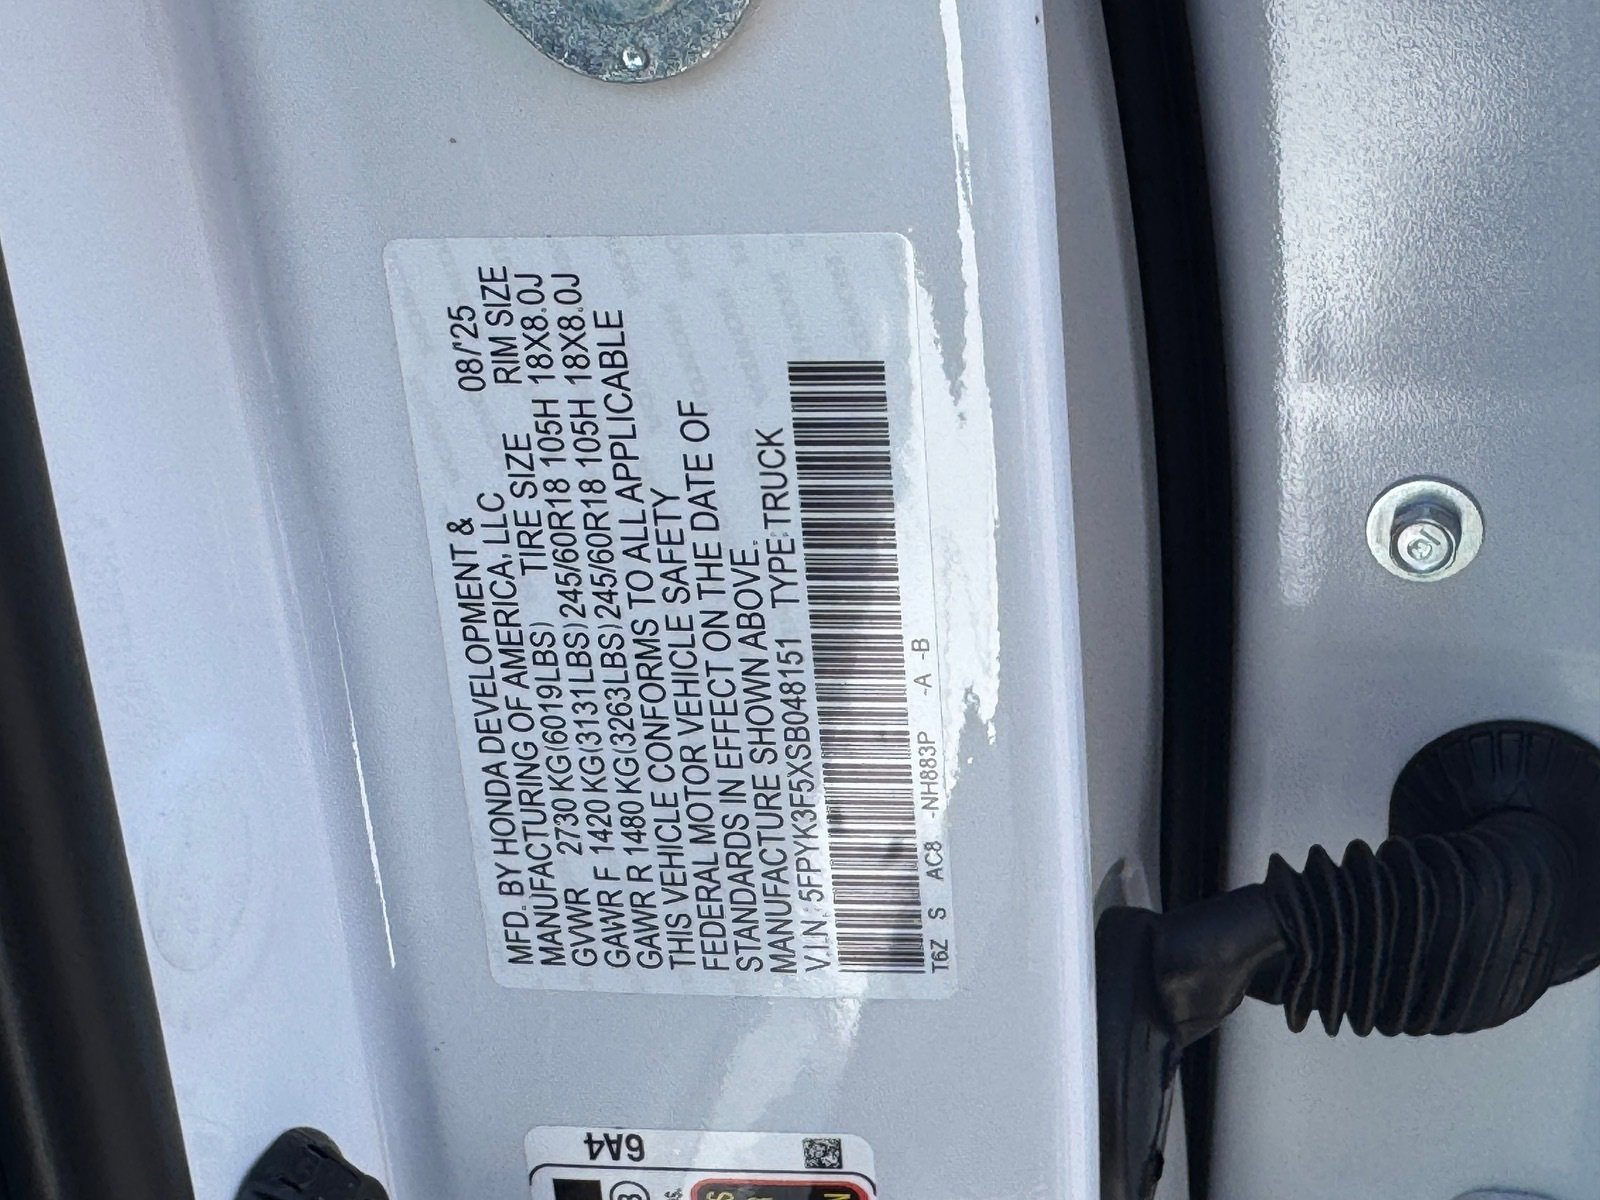 MFD. BY HONDA DEVELOPMENT & 08/'25
MANUFACTURING OF AMERICA, LLC
TIRE SIZE RIM SIZE
GVWR 2730 KG(6019LBS)
GAWR F 1420 KG(3131LBS) 245/60R18 105H 18X8.0J
GAWR R 1480 KG(3263LBS) 245/60R18 105H 18X8.0J
THIS VEHICLE CONFORMS TO ALL APPLICABLE
FEDERAL MOTOR VEHICLE SAFETY
STANDARDS IN EFFECT ON THE DATE OF
MANUFACTURE SHOWN ABOVE.
V.I.N.:5FPYK3F5XSB048151 TYPE:TRUCK
T6Z S AC8 -NH883P -A -B
6A4